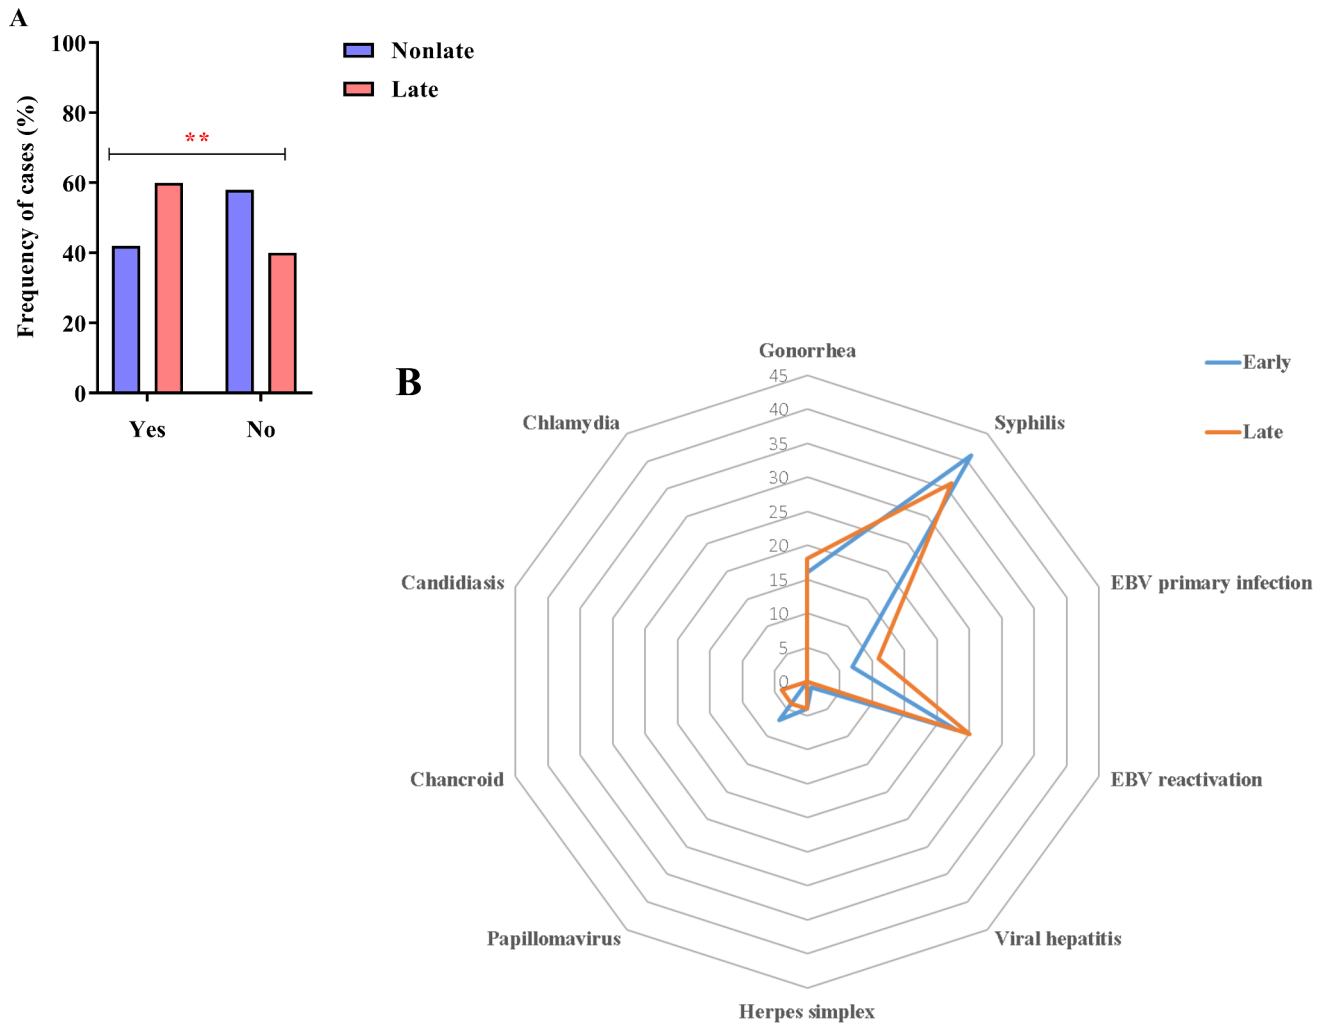 A
100
80
60
40
20
0
Frequency of cases (%)
**
Yes
No
Nonlate
Late
B
Gonorrhea
Syphilis
EBV primary infection
EBV reactivation
Viral hepatitis
Herpes simplex
Papillomavirus
Chancroid
Candidiasis
Chlamydia
45
40
35
30
25
20
15
10
5
0
Early
Late